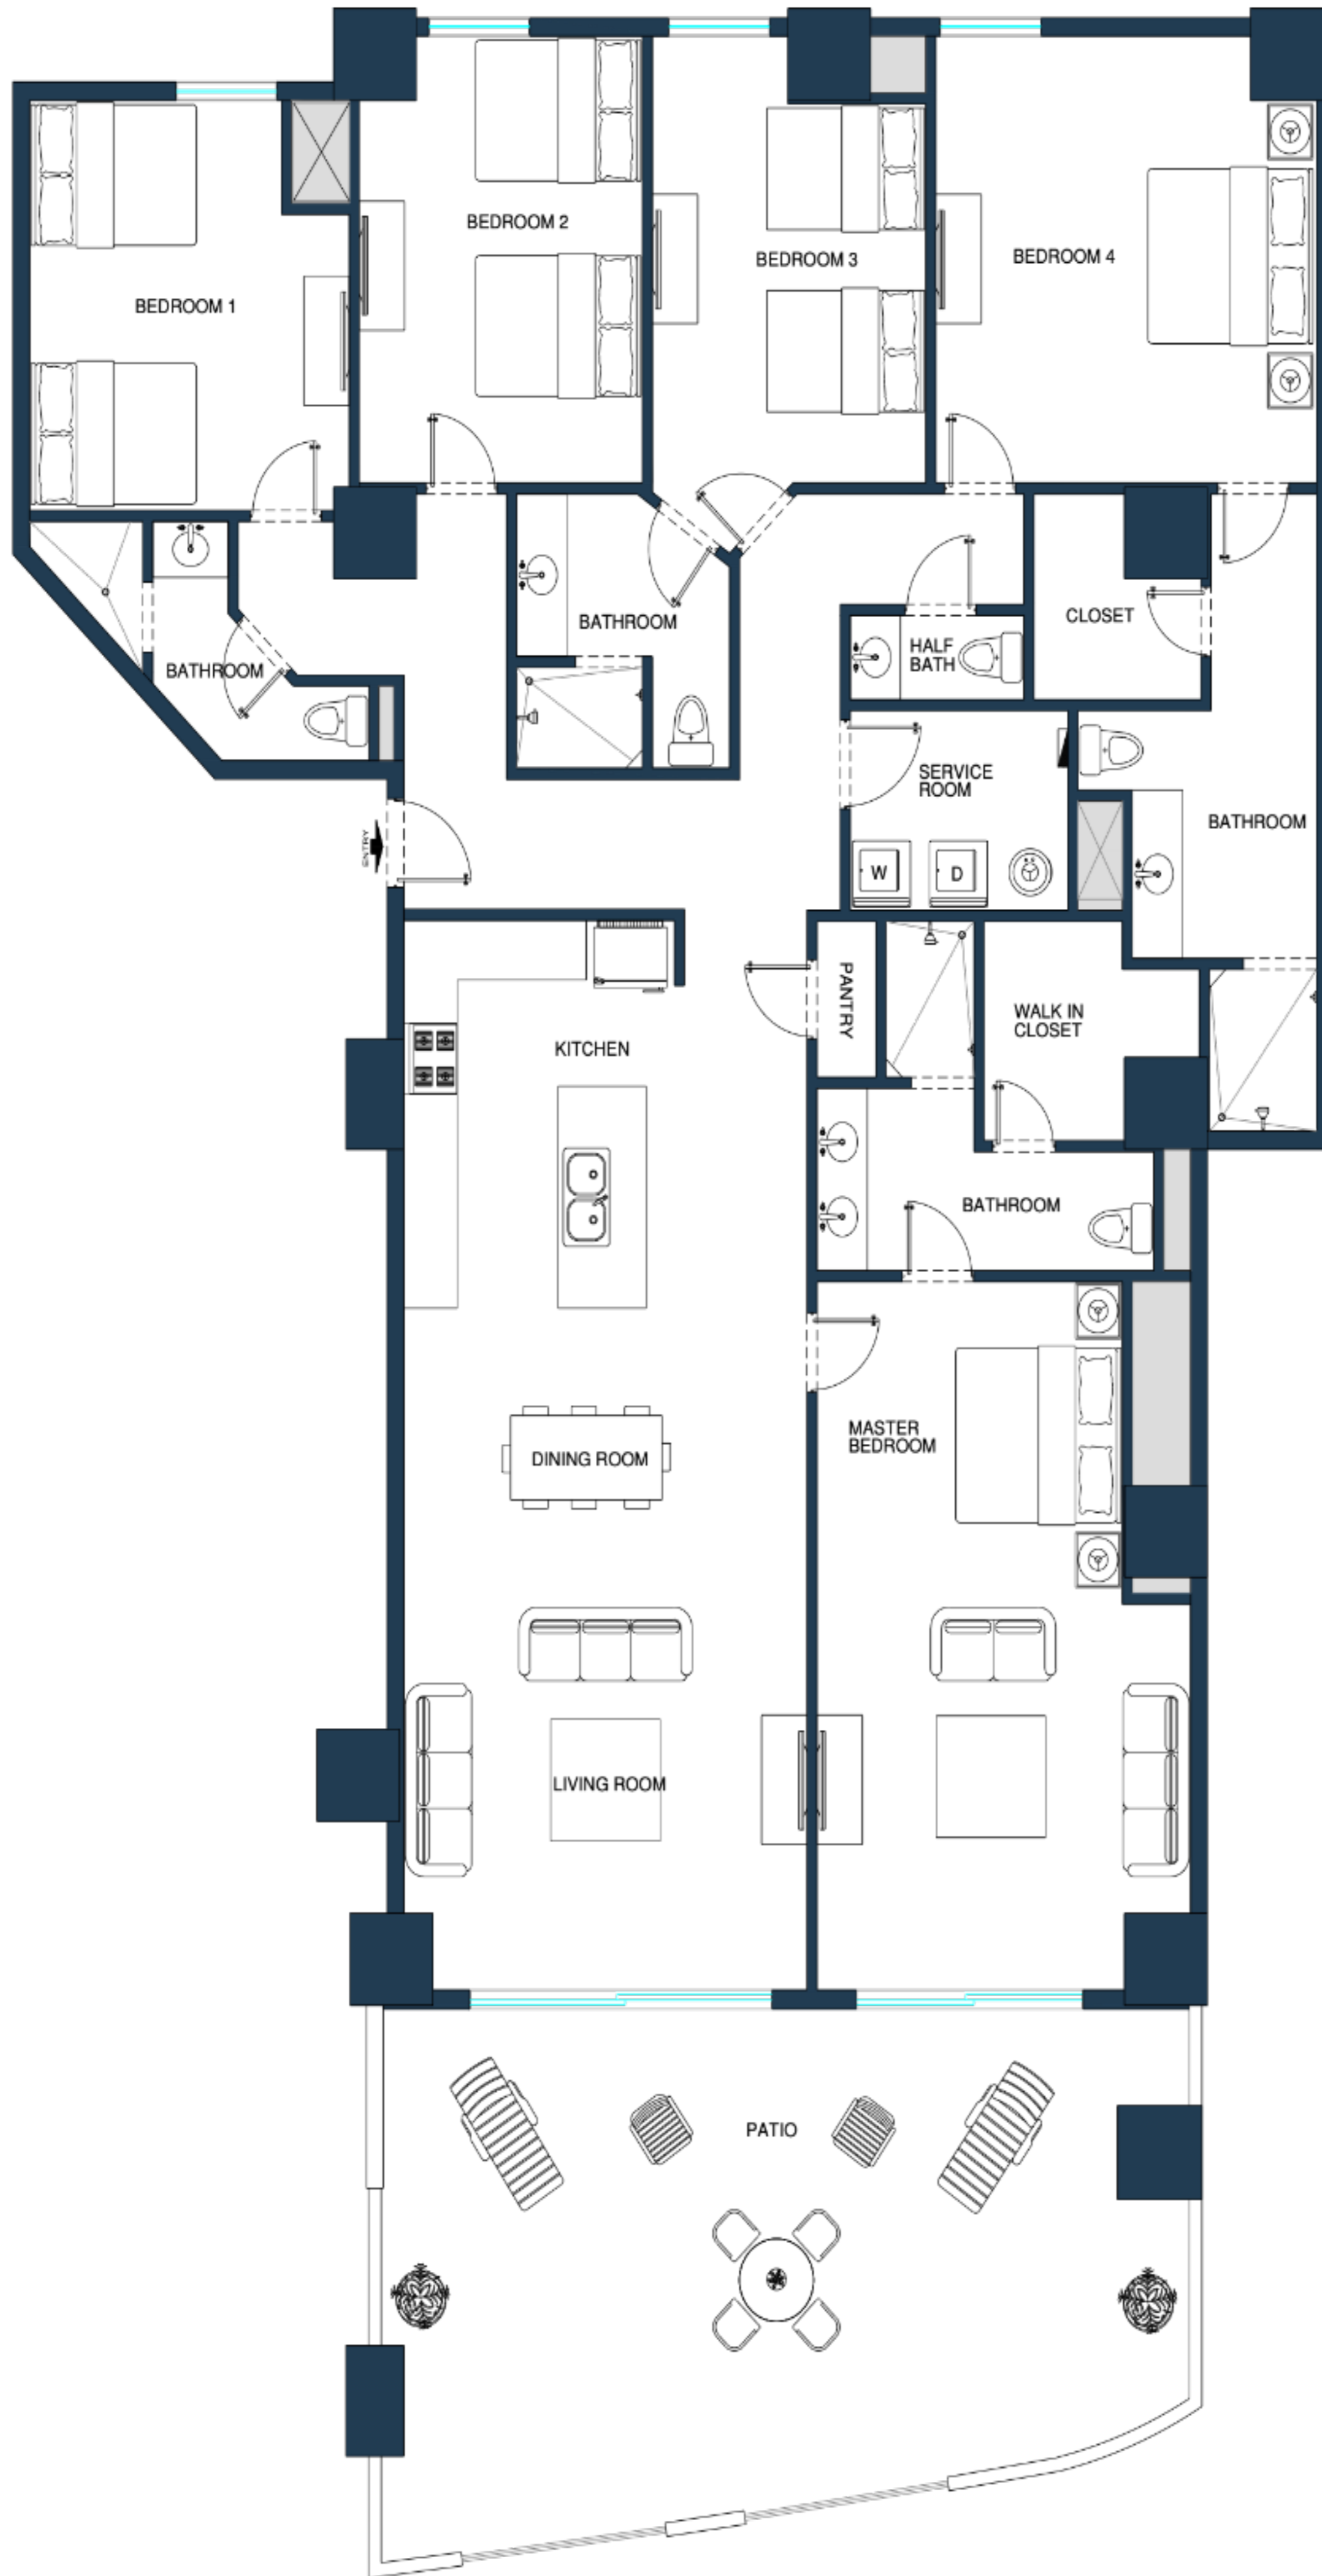 BEDROOM 2
BEDROOM 3
BEDROOM 4
BEDROOM 1
BATHROOM
CLOSET
HALF
BATH
BATHROOM
SERVICE
ROOM
BATHROOM
ENTRY
W
D
PANTRY
WALK IN
CLOSET
KITCHEN
BATHROOM
MASTER
BEDROOM
DINING ROOM
LIVING ROOM
PATIO